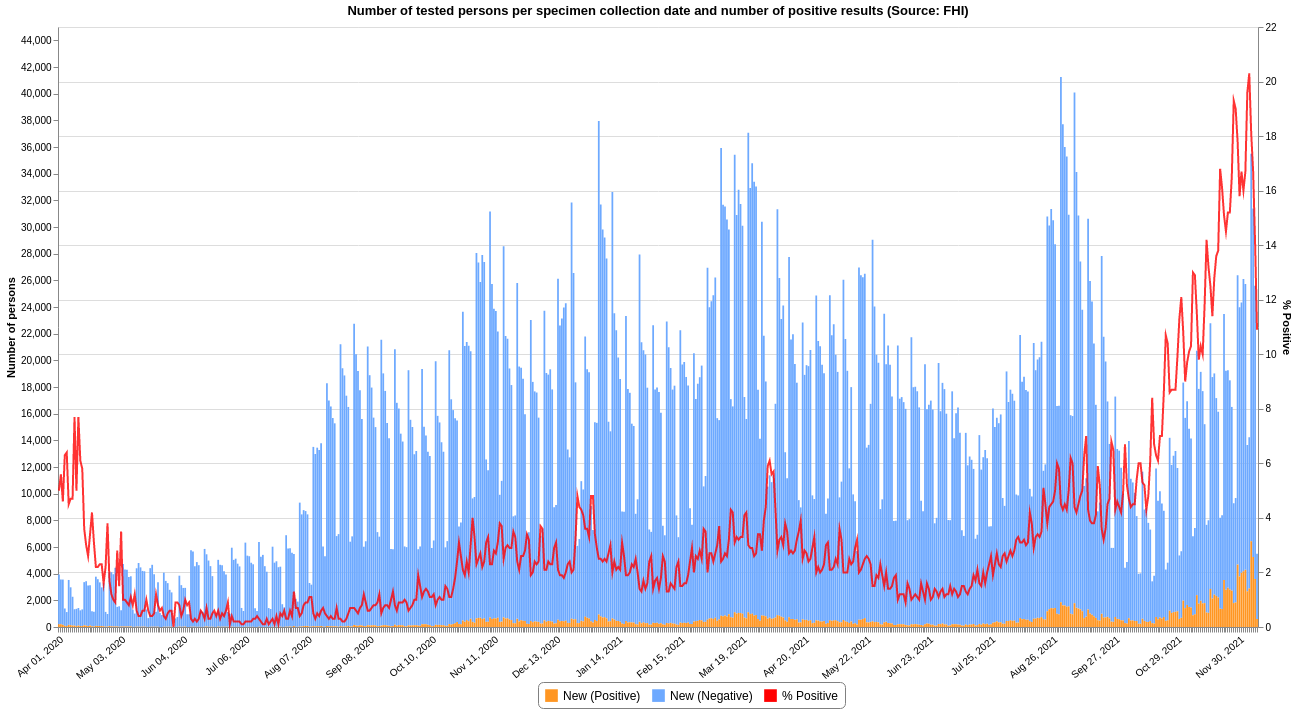 Number of tested persons per specimen collection date and number of positive results (Source: FHI)
44,000
42,000
40,000
38,000
36,000
34,000
32,000
30,000
28,000
26,000
24,000
22,000
20,000
18,000
16,000
14,000
12,000
10,000
8,000
6,000
4,000
2,000
0
Number of persons
22
20
18
16
14
12
10
8
6
4
2
0
% Positive
Apr 01, 2020
May 03, 2020
Jun 04, 2020
Jul 06, 2020
Aug 07, 2020
Sep 08, 2020
Oct 10, 2020
Nov 11, 2020
Dec 13, 2020
Jan 14, 2021
Feb 15, 2021
Mar 19, 2021
Apr 20, 2021
May 22, 2021
Jun 23, 2021
Jul 25, 2021
Aug 26, 2021
Sep 27, 2021
Oct 29, 2021
Nov 30, 2021
New (Positive) New (Negative) % Positive